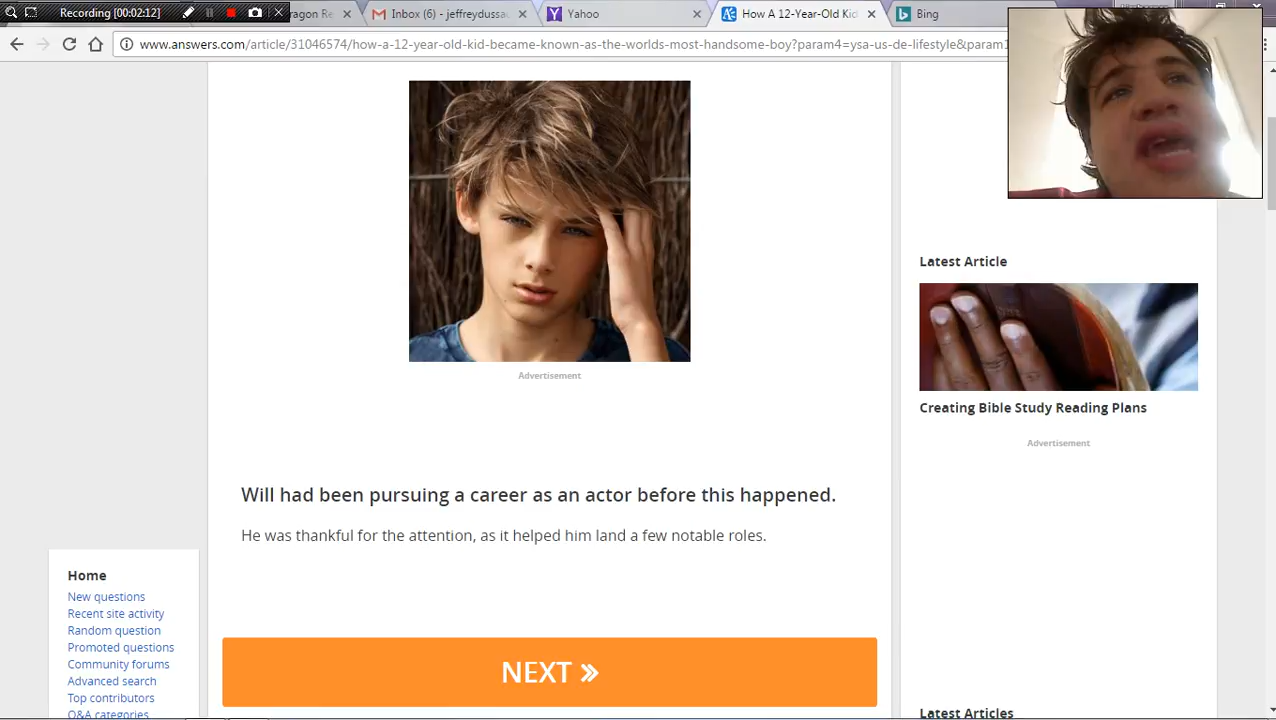 Recording [00:02:12]
aragon Re
Inbox (5) - jeffreydussa
Yahoo
How A 12-Year-Old Kid
Bing
www.answers.com/article/31046574/how-a-12-year-old-kid-became-known-as-the-worlds-most-handsome-boy?param4=ysa-us-de-lifestyle&param1
Advertisement
Will had been pursuing a career as an actor before this happened.
He was thankful for the attention, as it helped him land a few notable roles.
NEXT »
Home
New questions
Recent site activity
Random question
Promoted questions
Community forums
Advanced search
Top contributors
Q&A categories
Latest Article
Creating Bible Study Reading Plans
Advertisement
Latest Articles